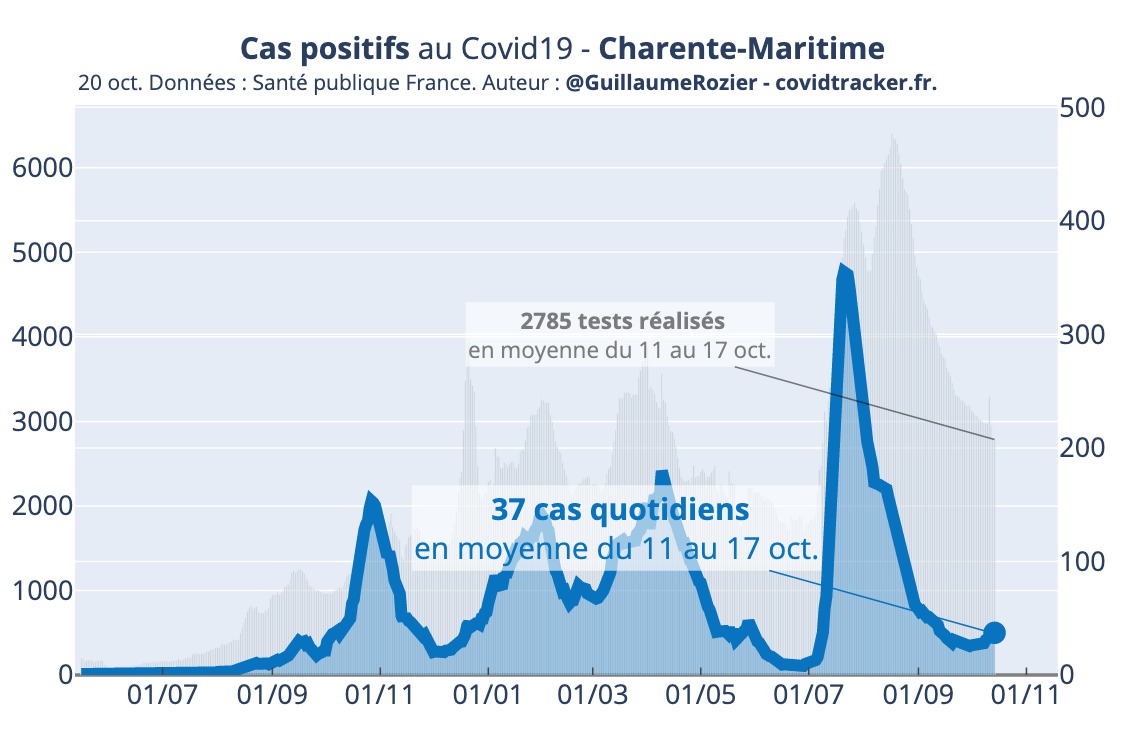 Cas positifs au Covid19 - Charente-Maritime
20 oct. Données : Santé publique France. Auteur : @GuillaumeRozier - covidtracker.fr.
500
6000
400
5000
2785 tests réalisés
en moyenne du 11 au 17 oct.
4000
300
3000
200
2000
37 cas quotidiens
en moyenne du 11 au 17 oct.
1000
100
0
0
01/07 01/09 01/11 01/01 01/03 01/05 01/07 01/09 01/11